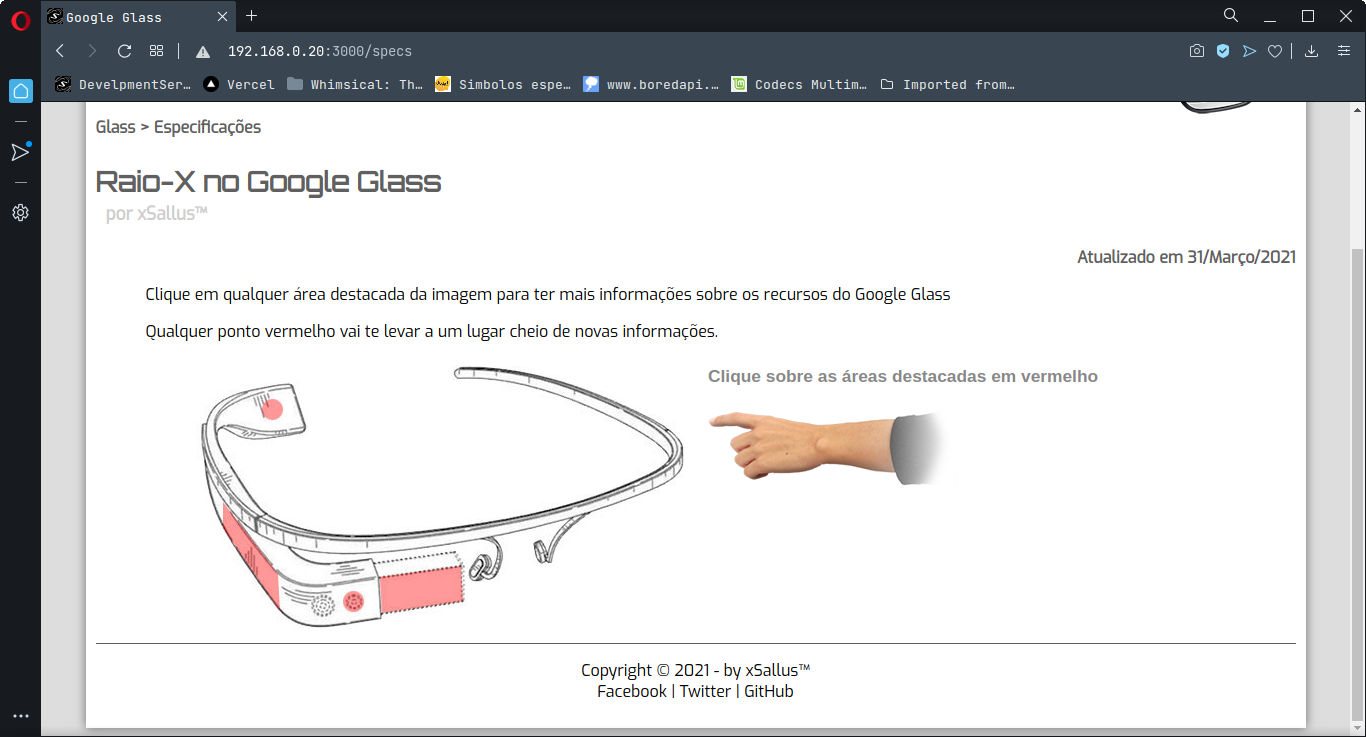 Google Glass
192.168.0.20:3000/specs
DevelpmentSer...
Vercel
Whimsical: Th...
Simbolos espe...
www.boredapi....
Codecs Multim...
Imported from...
Glass > Especificações
Raio-X no Google Glass
por xSallus™
Atualizado em 31/Março/2021
Clique em qualquer área destacada da imagem para ter mais informações sobre os recursos do Google Glass
Qualquer ponto vermelho vai te levar a um lugar cheio de novas informações.
Clique sobre as áreas destacadas em vermelho
Copyright © 2021 - by xSallus™
Facebook | Twitter | GitHub